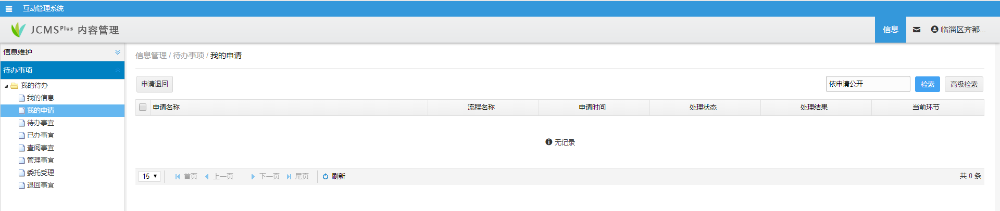 互动管理系统
JCMSPlus 内容管理
信息
临淄区齐都...
信息维护
待办事项
我的待办
我的信息
我的申请
待办事宜
已办事宜
查阅事宜
管理事宜
委托受理
退回事宜
信息管理 / 待办事项 / 我的申请
申请退回
依申请公开
检索
高级检索
申请名称 流程名称 申请时间 处理状态 处理结果 当前环节
无记录
15 首页 上一页 下一页 尾页 刷新 共 0 条